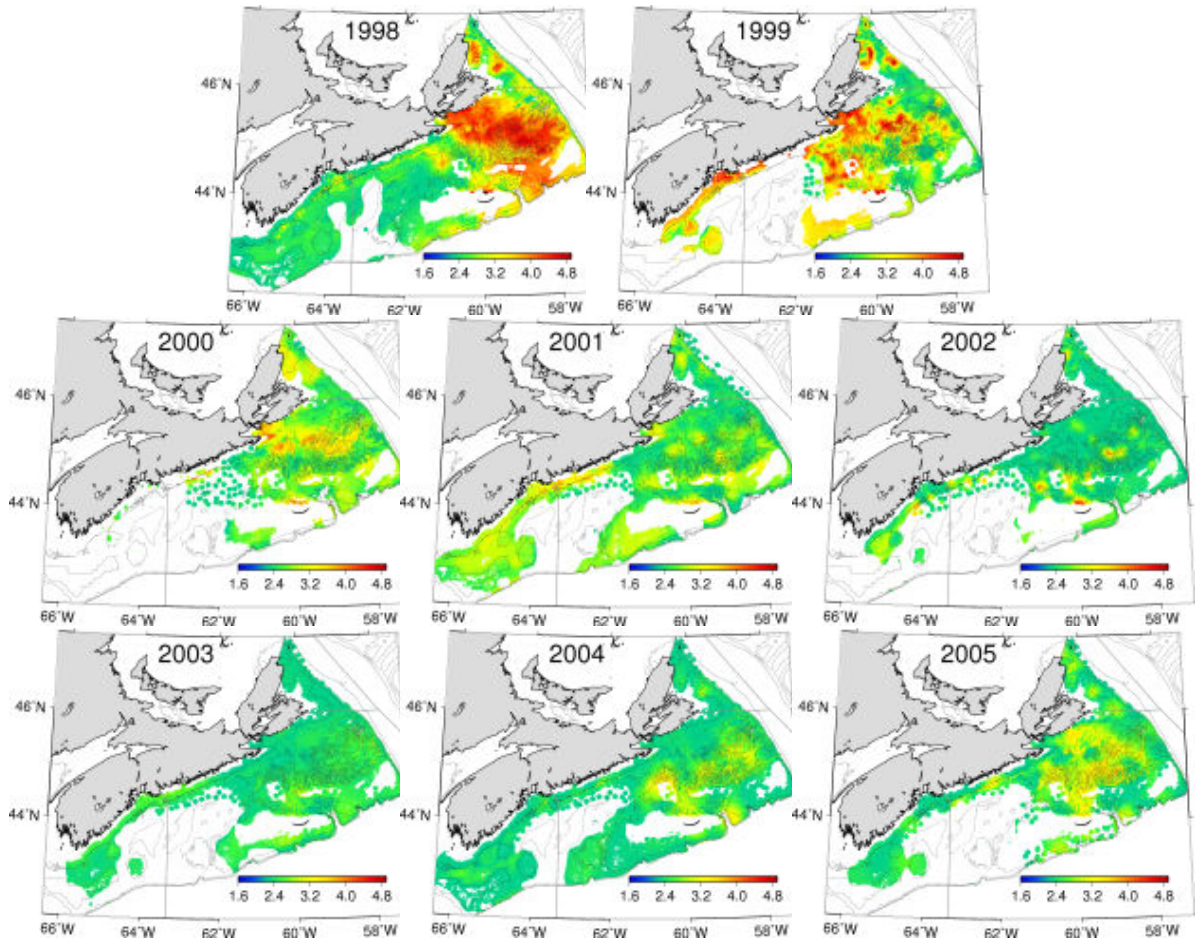 1998 1999
46°N 46°N
44°N 44°N
1.6 2.4 3.2 4.0 4.8 1.6 2.4 3.2 4.0 4.8
66°W 64°W 62°W 60°W 58°W 66°W 64°W 62°W 60°W 58°W
2000 2001 2002
46°N 46°N 46°N
44°N 44°N 44°N
1.6 2.4 3.2 4.0 4.8 1.6 2.4 3.2 4.0 4.8 1.6 2.4 3.2 4.0 4.8
66°W 64°W 62°W 60°W 58°W 66°W 64°W 62°W 60°W 58°W 66°W 64°W 62°W 60°W 58°W
2003 2004 2005
46°N 46°N 46°N
44°N 44°N 44°N
1.6 2.4 3.2 4.0 4.8 1.6 2.4 3.2 4.0 4.8 1.6 2.4 3.2 4.0 4.8
66°W 64°W 62°W 60°W 58°W 66°W 64°W 62°W 60°W 58°W 66°W 64°W 62°W 60°W 58°W